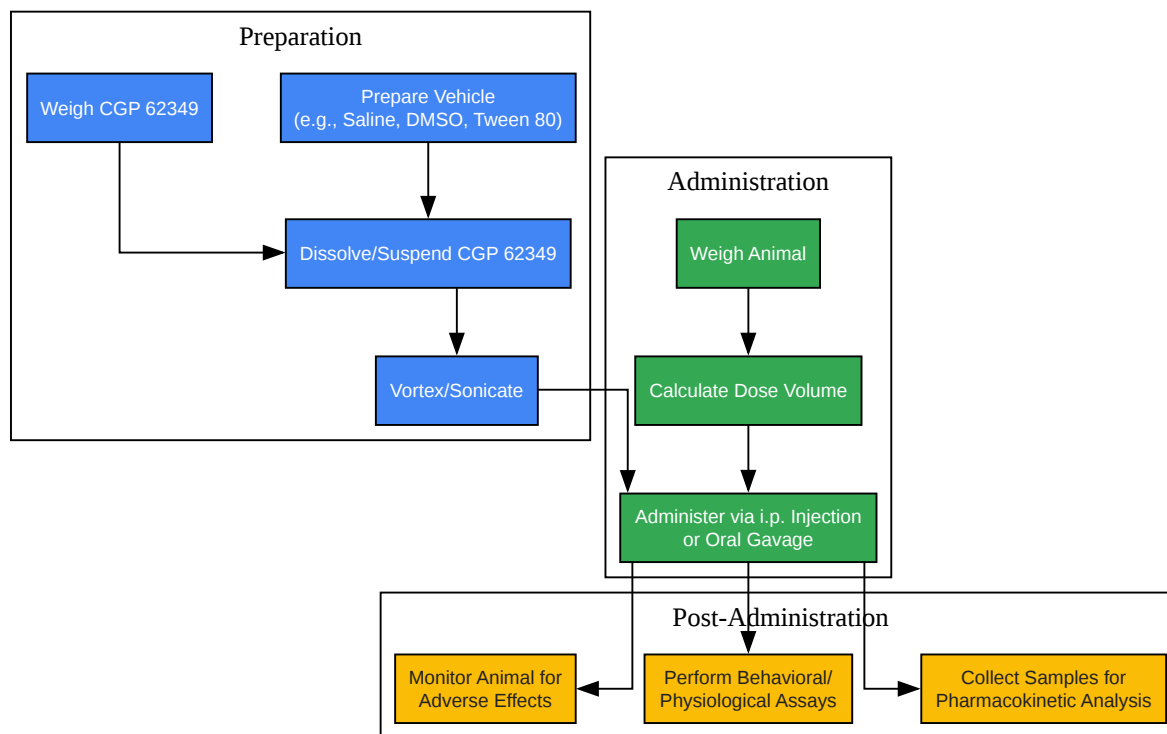 Preparation
Weigh CGP 62349
Prepare Vehicle
(e.g., Saline, DMSO, Tween 80)
Dissolve/Suspend CGP 62349
Vortex/Sonicate
Administration
Weigh Animal
Calculate Dose Volume
Administer via i.p. Injection
or Oral Gavage
Post-Administration
Monitor Animal for
Adverse Effects
Perform Behavioral/
Physiological Assays
Collect Samples for
Pharmacokinetic Analysis